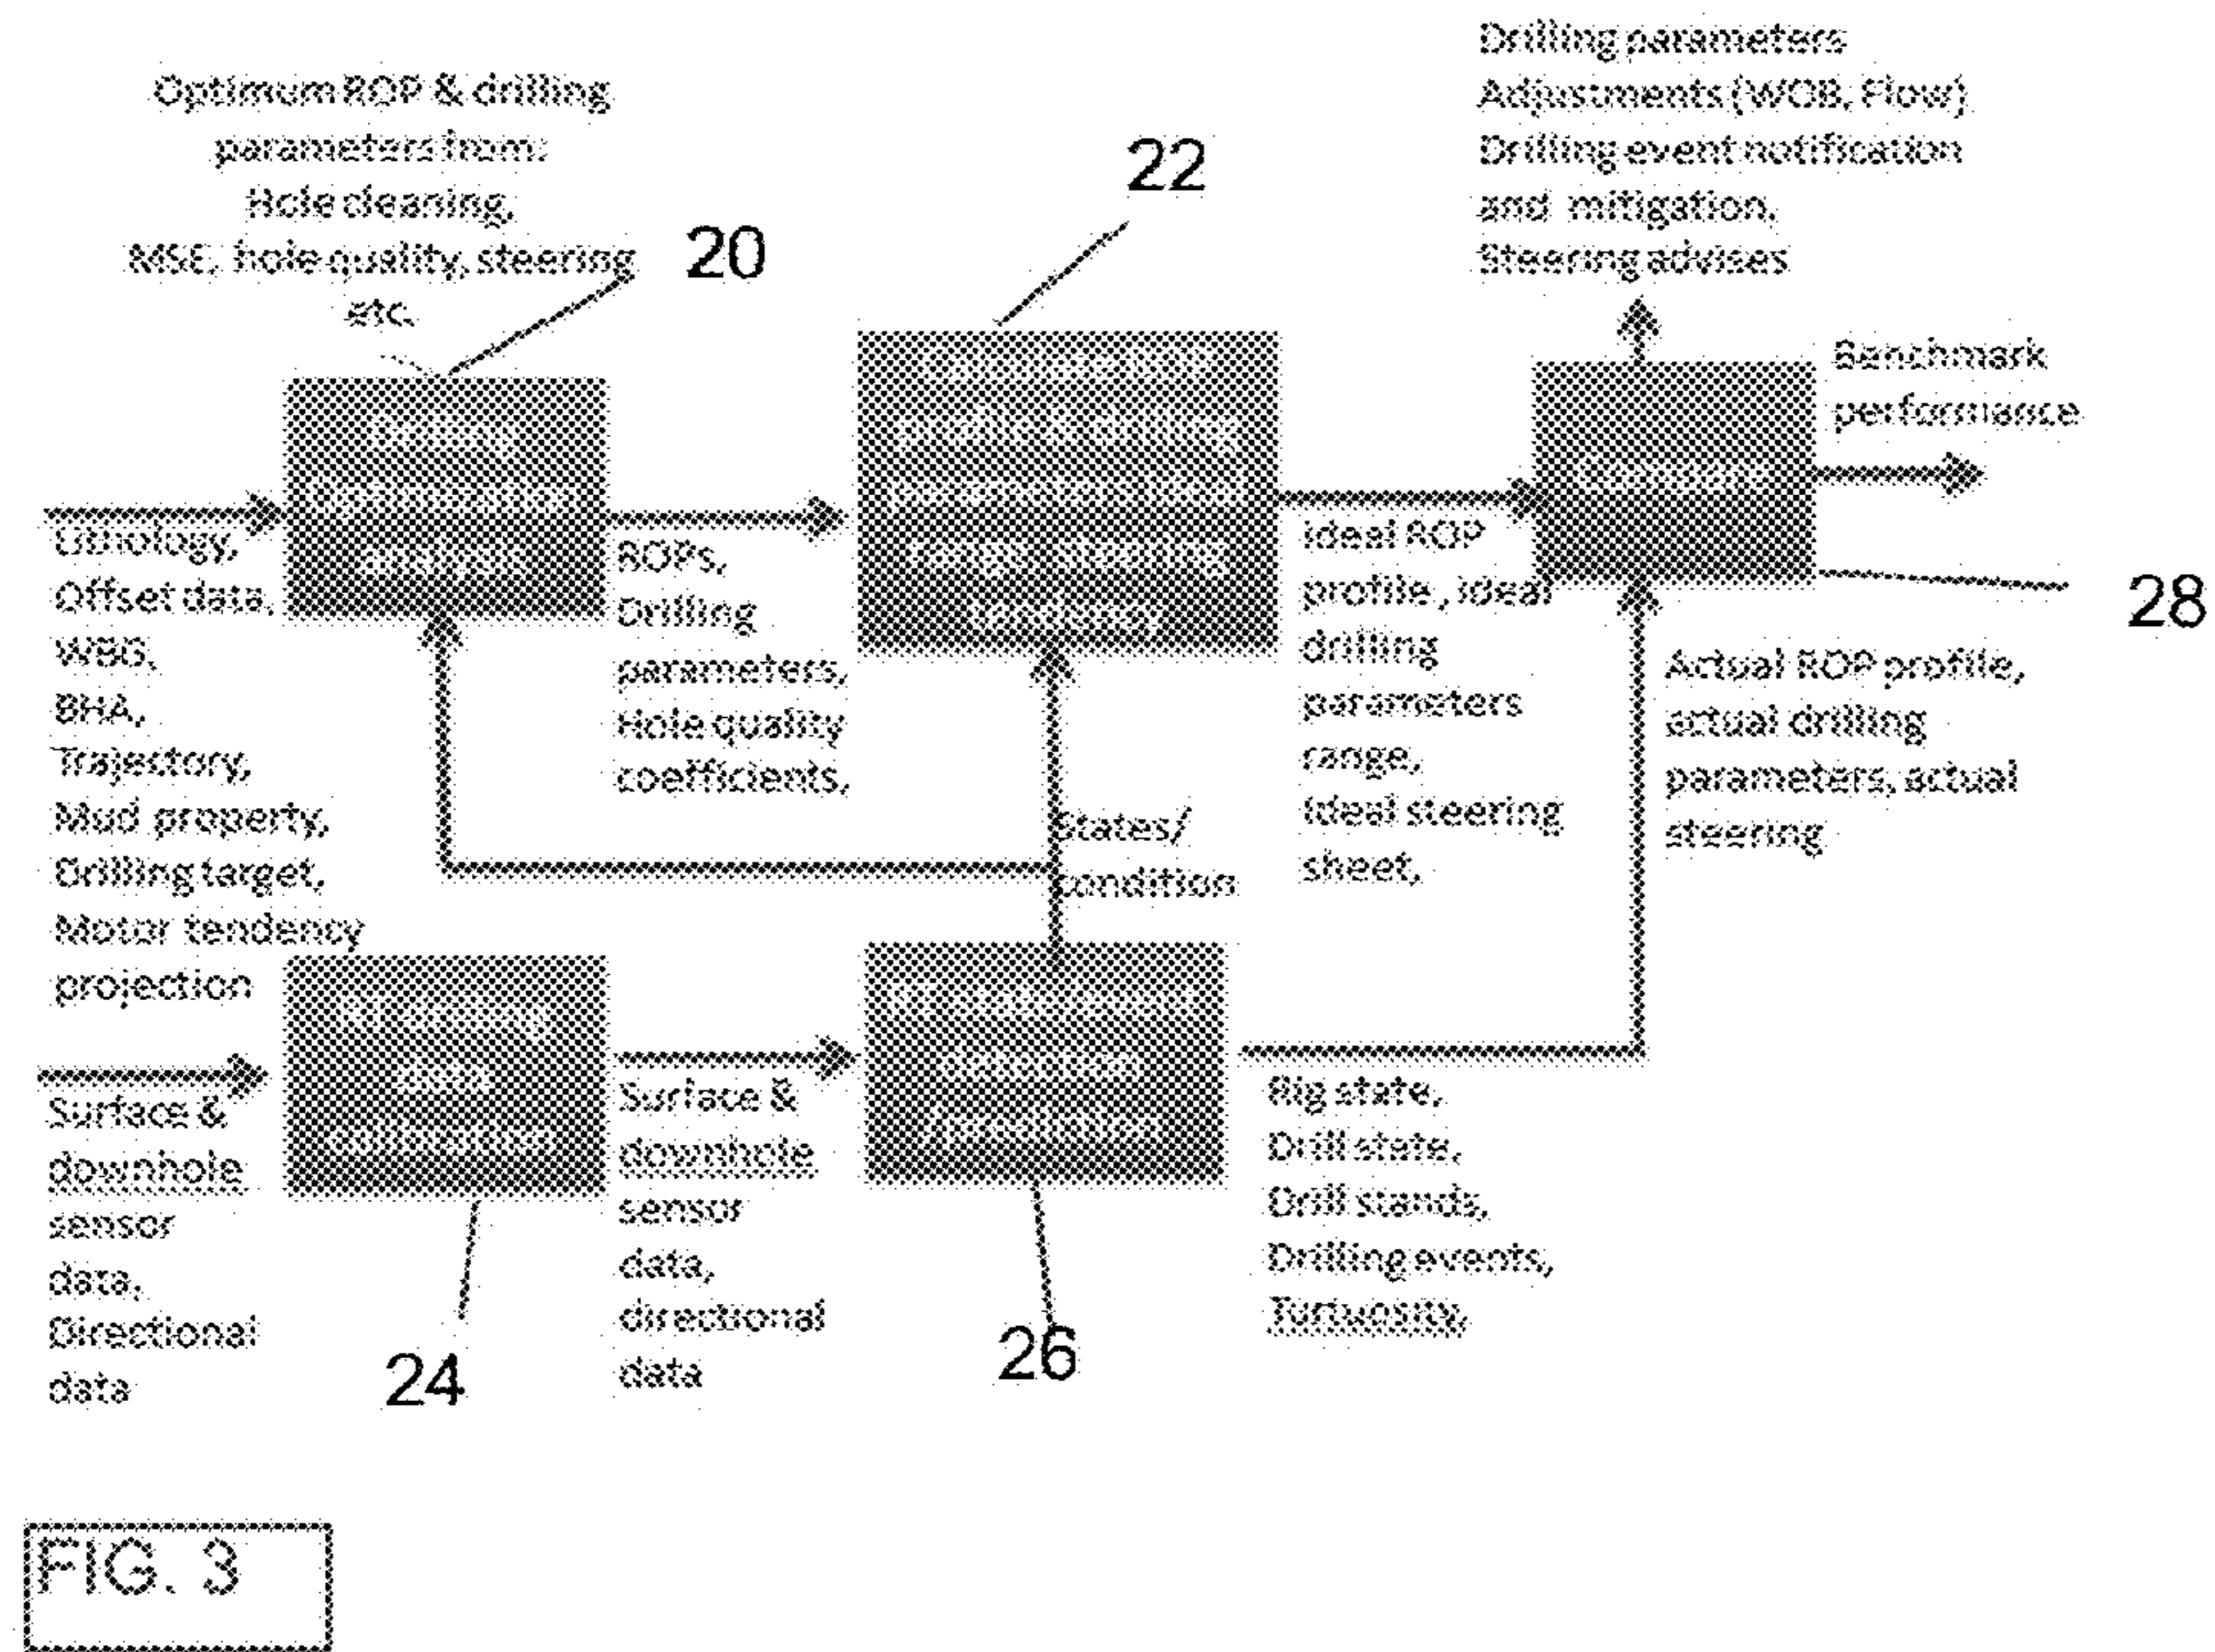 Optimum ROP & drilling
parameters from:
Hole cleaning,
MSE, hole quality, steering
etc.
20
22
Drilling parameters
Adjustments (WOB, Flow)
Drilling event notification
and mitigation,
Steering advises
Benchmark
performance
28
Lithology,
Offset data,
WBG,
BHA,
Trajectory,
Mud property,
Drilling target,
Motor tendency
projection
ROPs,
Drilling
parameters,
Hole quality
coefficients,
Ideal ROP
profile, ideal
drilling
parameters
range,
Ideal steering
sheet,
Actual ROP profile,
actual drilling
parameters, actual
steering
States/
condition
Surface &
downhole
sensor
data,
Directional
data
24
Surface &
downhole
sensor
data,
directional
data
26
Rig state,
Drill state,
Drill stands,
Drilling events,
Turtuosity,
FIG. 3